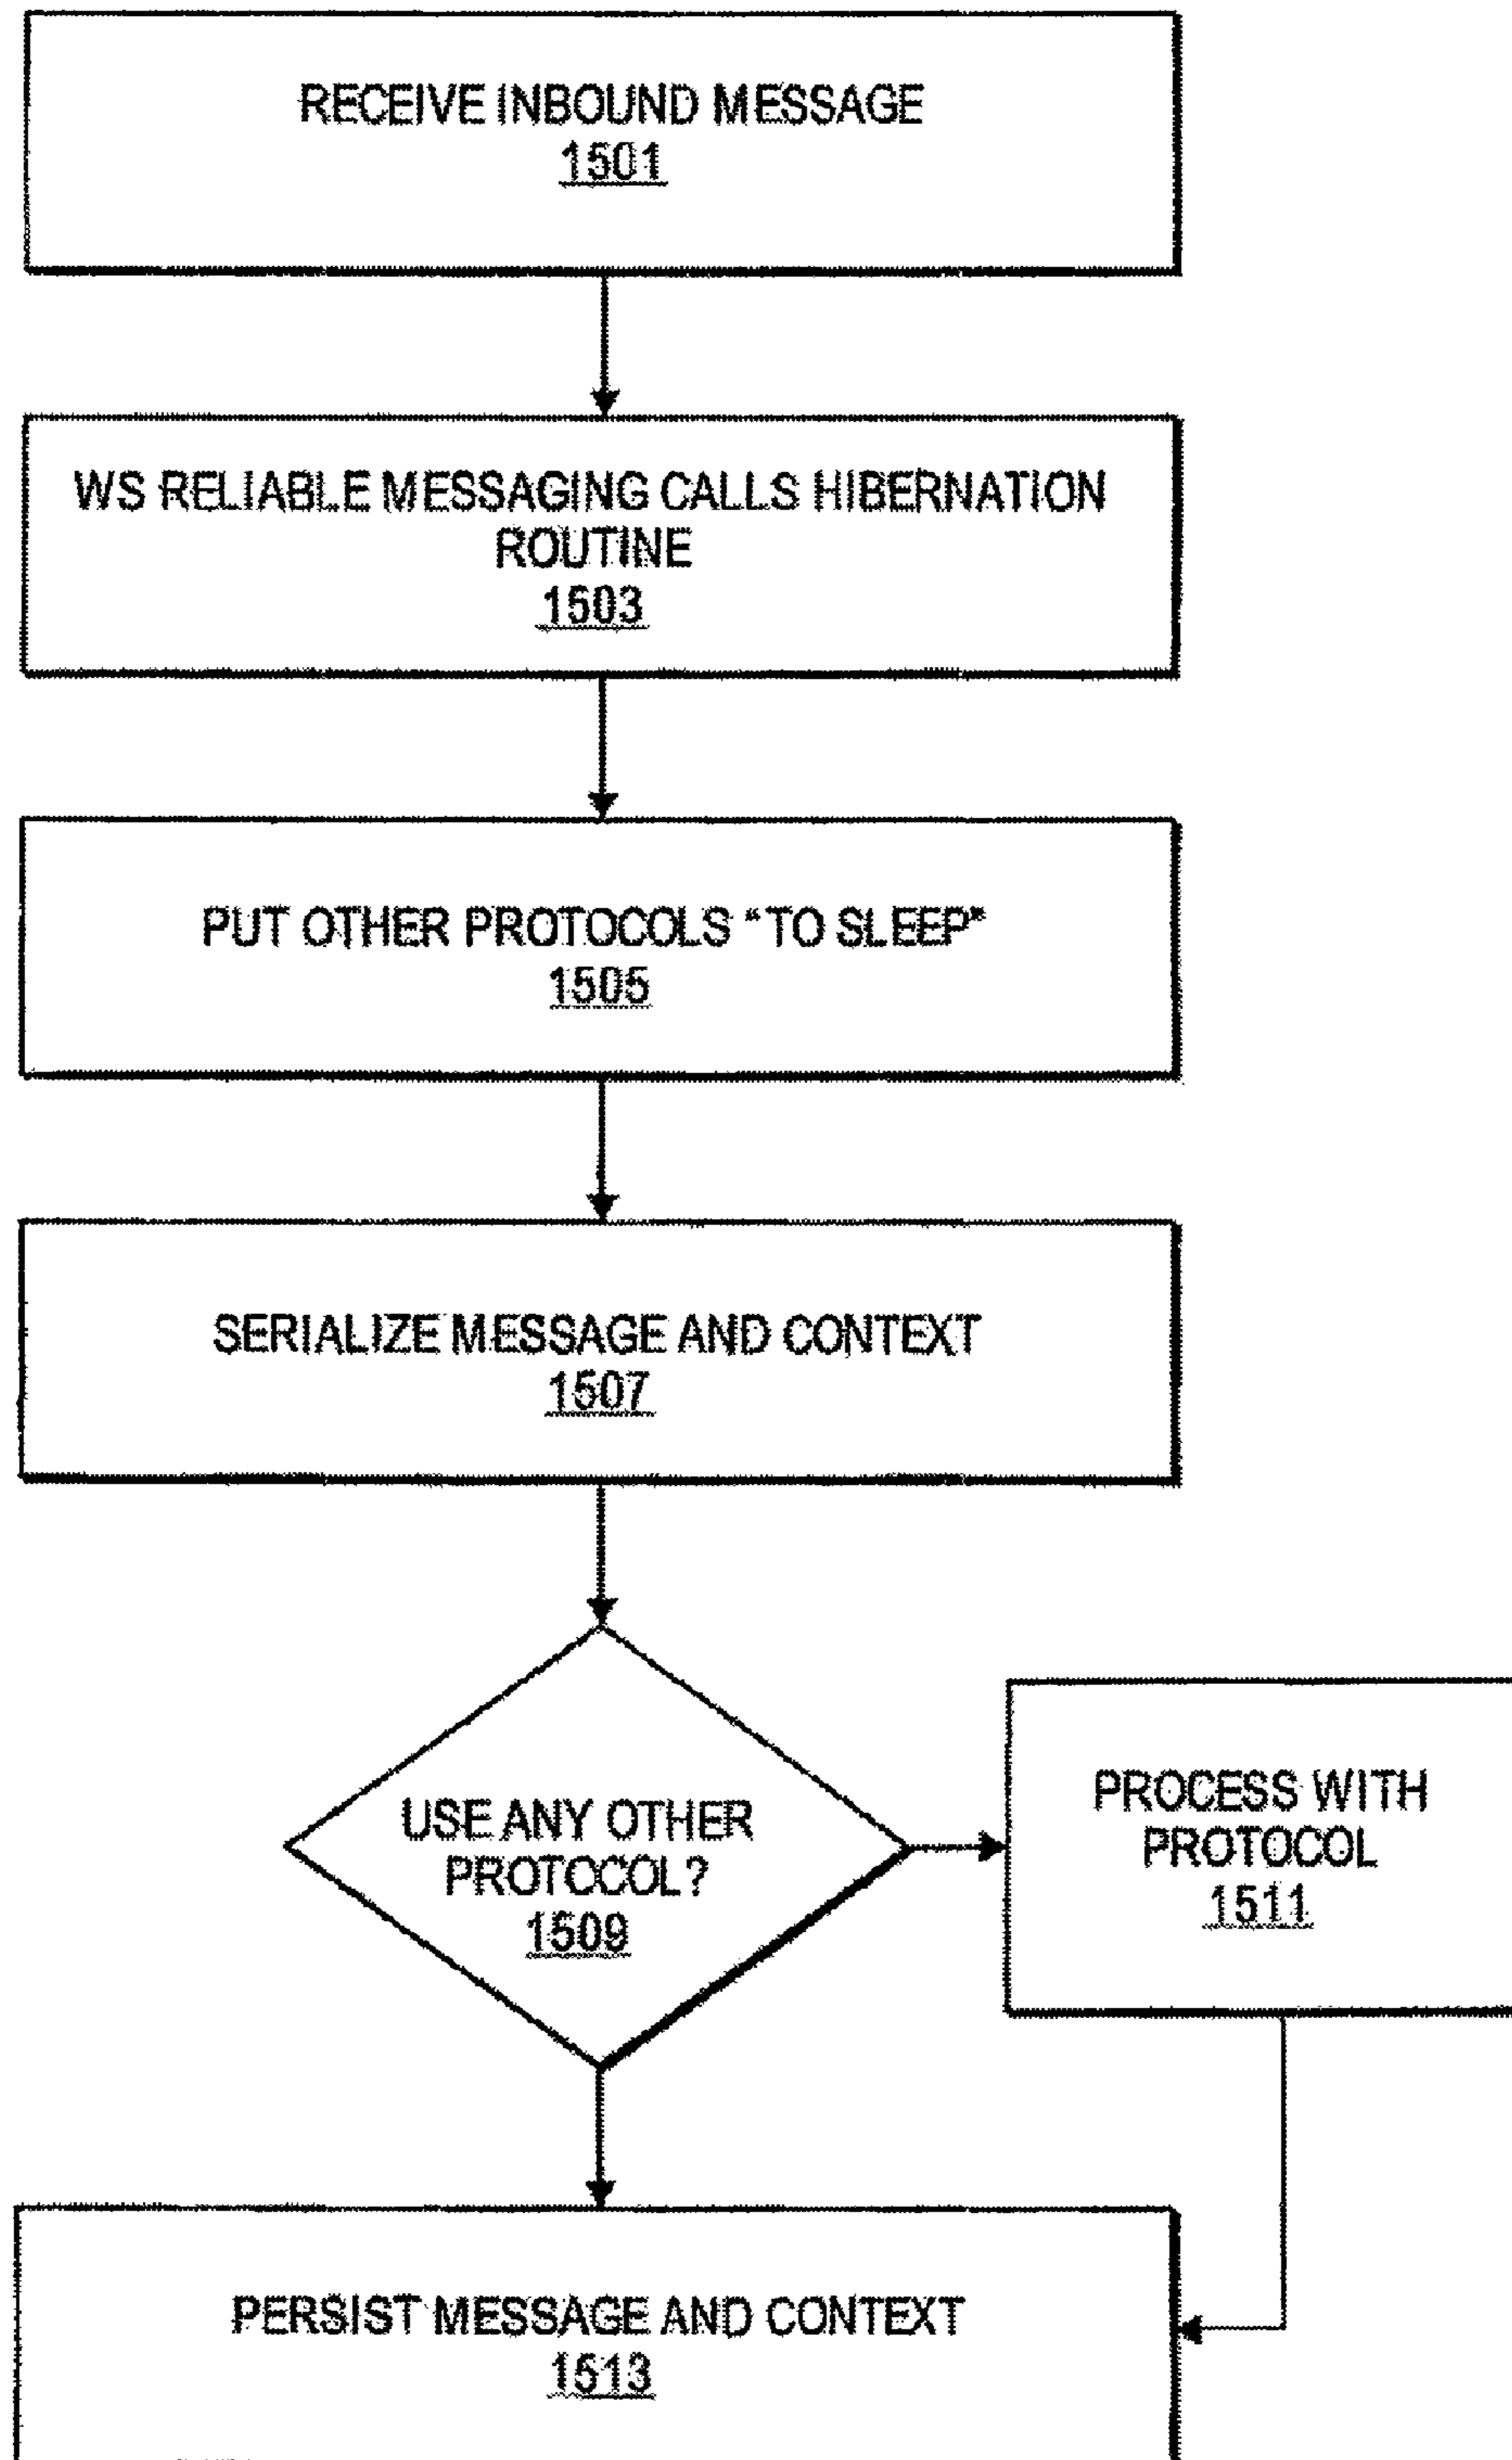 RECEIVE INBOUND MESSAGE
1501
WS RELIABLE MESSAGING CALLS HIBERNATION
ROUTINE
1503
PUT OTHER PROTOCOLS "TO SLEEP"
1505
SERIALIZE MESSAGE AND CONTEXT
1507
USE ANY OTHER
PROTOCOL?
1509
PROCESS WITH
PROTOCOL
1511
PERSIST MESSAGE AND CONTEXT
1513